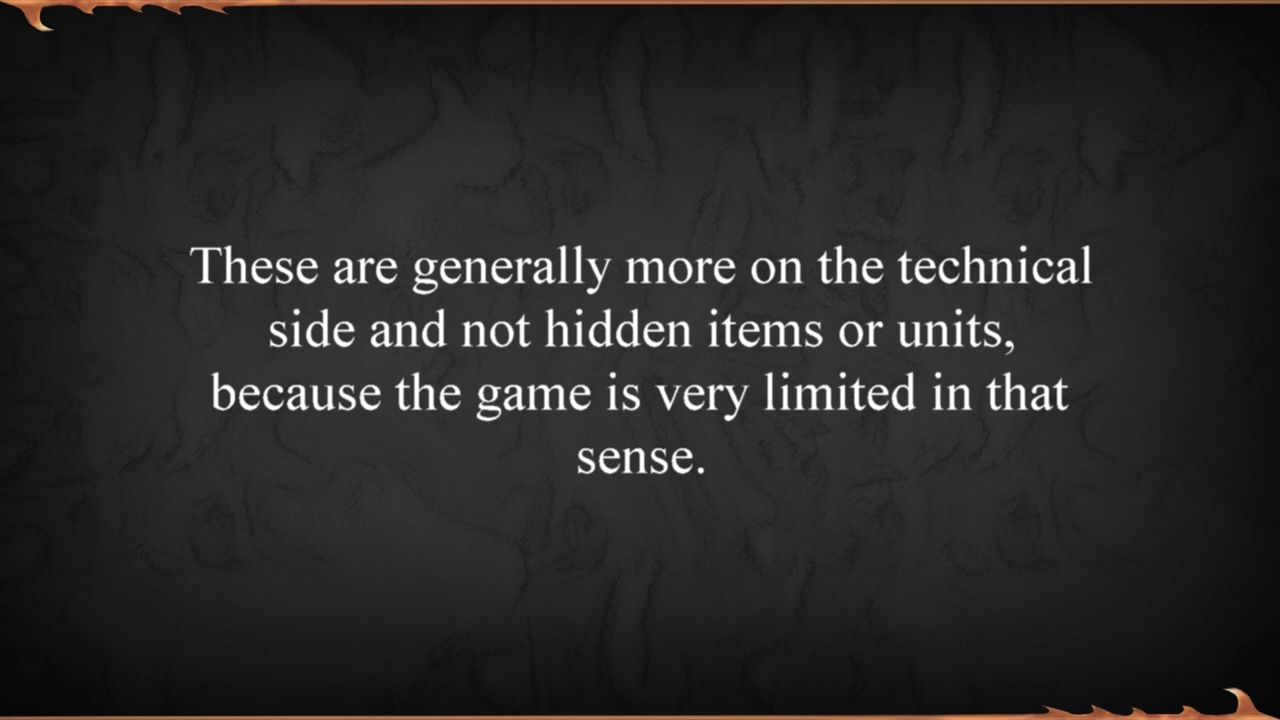 These are generally more on the technical
side and not hidden items or units,
because the game is very limited in that
sense.